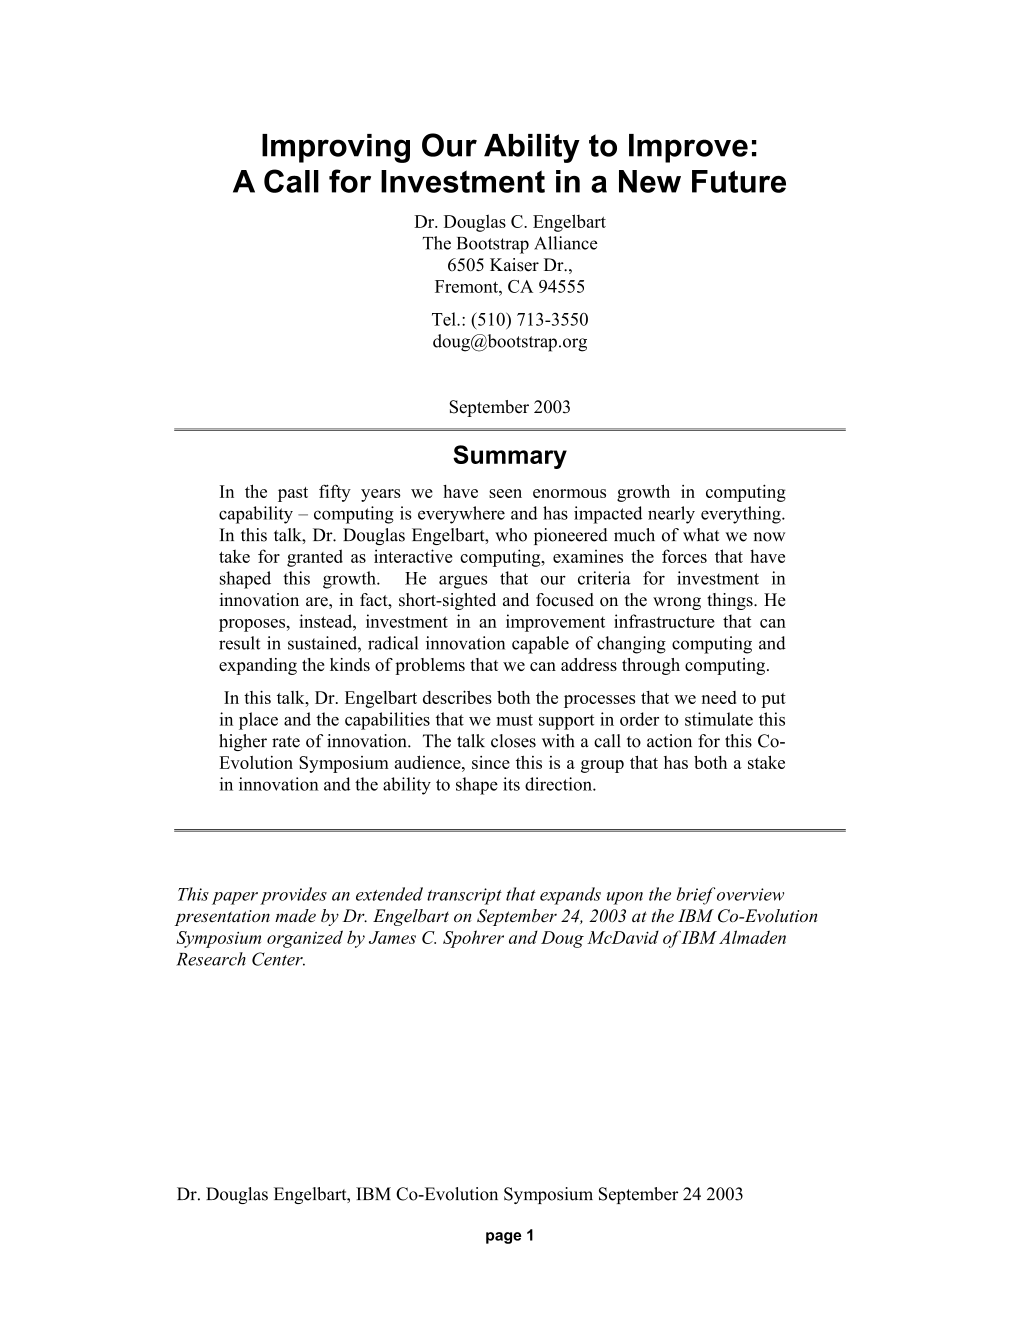 Improving Our Ability to Improve:
A Call for Investment in a New Future
Dr. Douglas C. Engelbart
The Bootstrap Alliance
6505 Kaiser Dr.,
Fremont, CA 94555
Tel.: (510) 713-3550
doug@bootstrap.org
September 2003
Summary
In the past fifty years we have seen enormous growth in computing
capability – computing is everywhere and has impacted nearly everything.
In this talk, Dr. Douglas Engelbart, who pioneered much of what we now
take for granted as interactive computing, examines the forces that have
shaped this growth. He argues that our criteria for investment in
innovation are, in fact, short-sighted and focused on the wrong things. He
proposes, instead, investment in an improvement infrastructure that can
result in sustained, radical innovation capable of changing computing and
expanding the kinds of problems that we can address through computing.
In this talk, Dr. Engelbart describes both the processes that we need to put
in place and the capabilities that we must support in order to stimulate this
higher rate of innovation. The talk closes with a call to action for this Co-
Evolution Symposium audience, since this is a group that has both a stake
in innovation and the ability to shape its direction.
This paper provides an extended transcript that expands upon the brief overview
presentation made by Dr. Engelbart on September 24, 2003 at the IBM Co-Evolution
Symposium organized by James C. Spohrer and Doug McDavid of IBM Almaden
Research Center.
Dr. Douglas Engelbart, IBM Co-Evolution Symposium September 24 2003
page 1